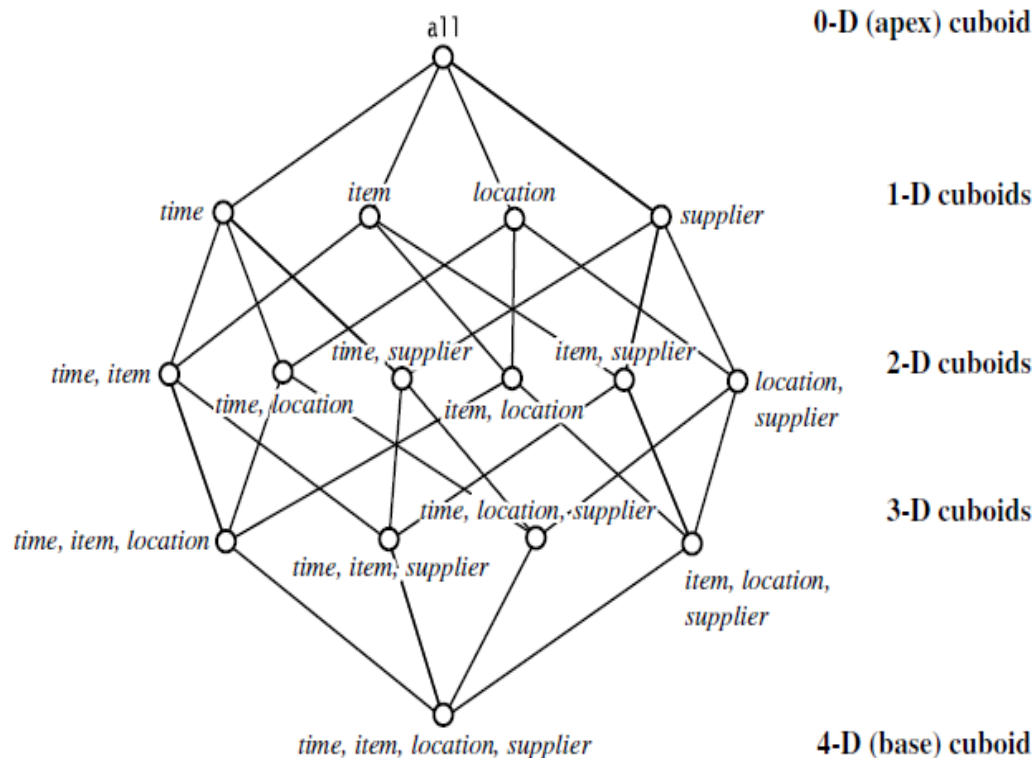 all
0-D (apex) cuboid
time
item
location
supplier
1-D cuboids
time, item
time, location
time, supplier
item, location
item, supplier
location,
supplier
2-D cuboids
time, item, location
time, item, supplier
time, location, supplier
item, location,
supplier
3-D cuboids
time, item, location, supplier
4-D (base) cuboid